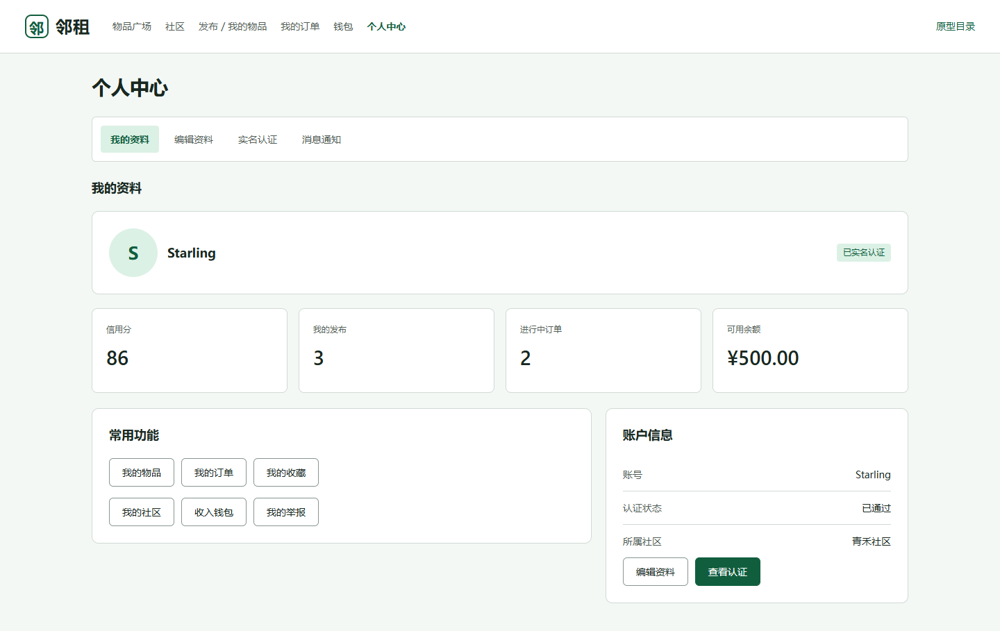 邻 邻租 物品广场 社区 发布 / 我的物品 我的订单 钱包 个人中心 原型目录
个人中心
我的资料 编辑资料 实名认证 消息通知
我的资料
S Starling 已实名认证
信用分 我的发布 进行中订单 可用余额
86 3 2 ¥500.00
常用功能
我的物品 我的订单 我的收藏
我的社区 收入钱包 我的举报
账户信息
账号 Starling
认证状态 已通过
所属社区 青禾社区
编辑资料 查看认证